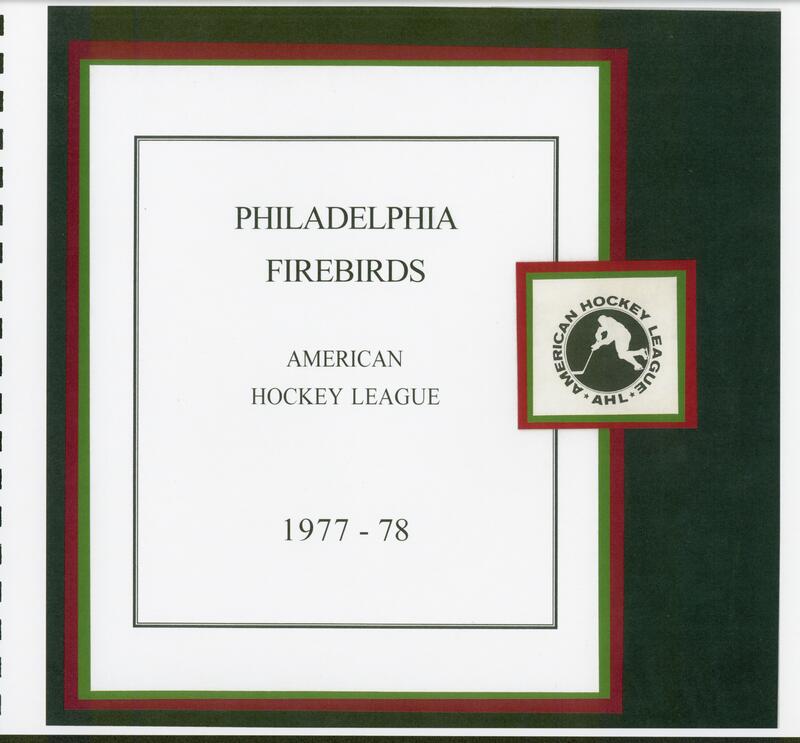 PHILADELPHIA
FIREBIRDS
AMERICAN
HOCKEY LEAGUE
1977 - 78
AMERICAN HOCKEY LEAGUE
★ AHL ★